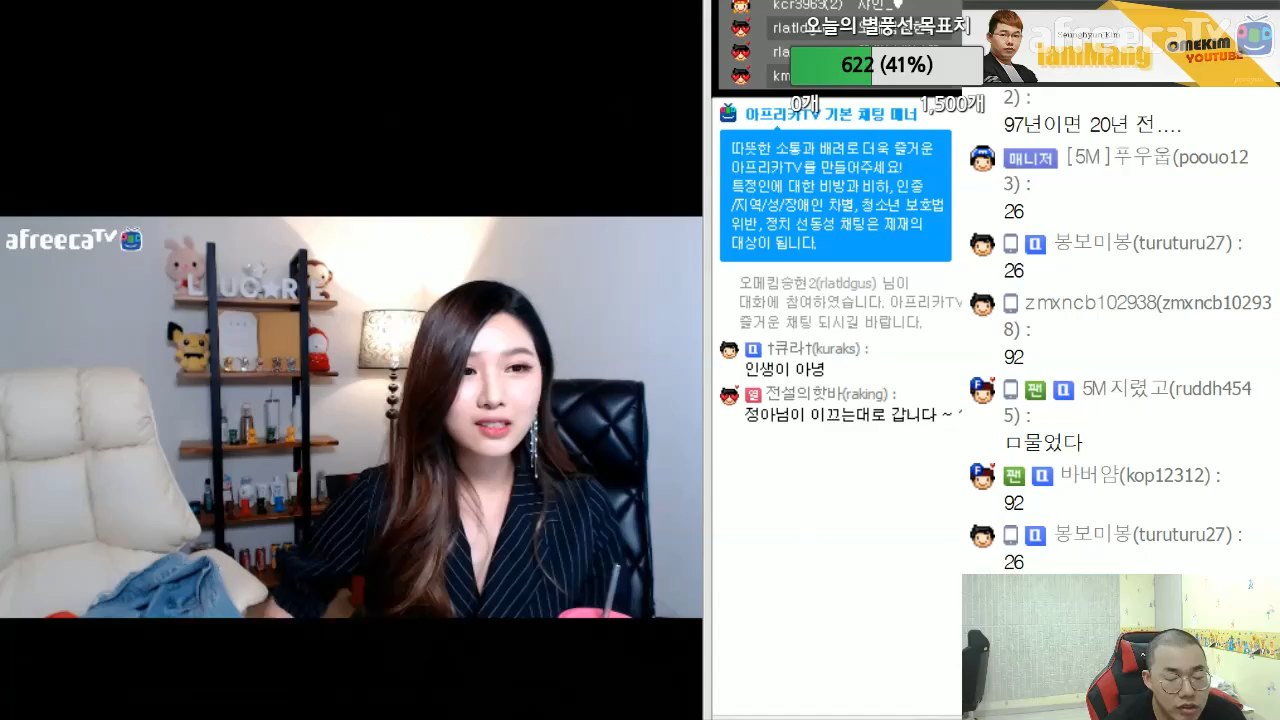 kcr3963(2) 샤인_♥
오늘의 별풍선 목표치
622 (41%)
0개
1,500개
아프리카TV 기본 채팅 매너
따뜻한 소통과 배려로 더욱 즐거운
아프리카TV를 만들어주세요!
특정인에 대한 비방과 비하, 인종
/지역/성/장애인 차별, 청소년 보호법
위반, 정치 선동성 채팅은 제재의
대상이 됩니다.
오메킴승현2(rlatldgus) 님이
대화에 참여하였습니다. 아프리카TV
즐거운 채팅 되시길 바랍니다.
†큐라†(kuraks) :
인생이 아녕
열 전설의핫바(raking) :
정아님이 이끄는대로 갑니다 ~ ^
afreecaTV
Seunghyun Kim
afreecaTV
OMEKIM
YOUTUBE
2) :
97년이면 20년 전....
매니저 [5M]푸우웁(poouo12
3) :
26
봉보미봉(turuturu27) :
26
zmxncb102938(zmxncb10293
8) :
92
팬 5M지렸고(ruddh454
5) :
ㅁ물었다
팬 바버얌(kop12312) :
92
봉보미봉(turuturu27) :
26